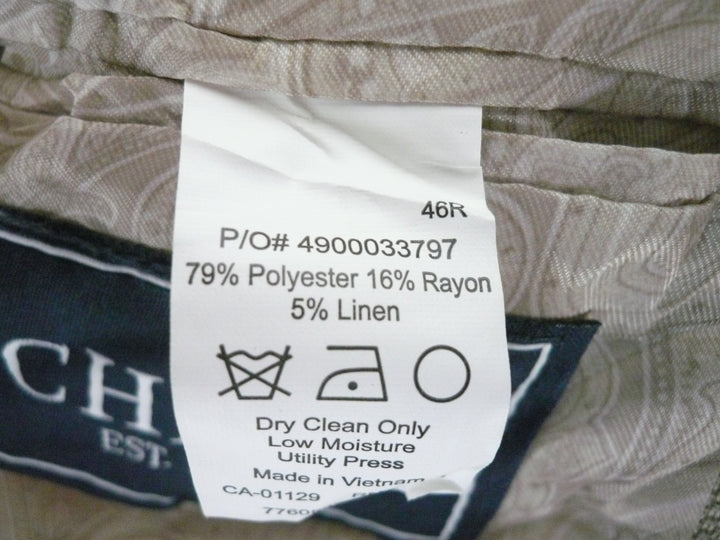 46R
P/O# 4900033797
79% Polyester 16% Rayon
5% Linen
Dry Clean Only
Low Moisture
Utility Press
Made in Vietnam
CA-01129
CH
EST.